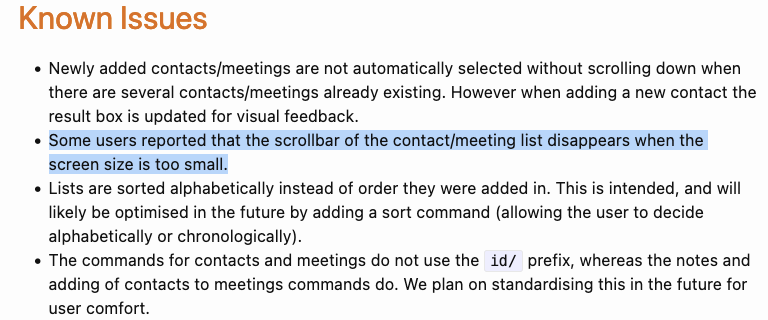 Known Issues
• Newly added contacts/meetings are not automatically selected without scrolling down when
there are several contacts/meetings already existing. However when adding a new contact the
result box is updated for visual feedback.
• Some users reported that the scrollbar of the contact/meeting list disappears when the
screen size is too small.
• Lists are sorted alphabetically instead of order they were added in. This is intended, and will
likely be optimised in the future by adding a sort command (allowing the user to decide
alphabetically or chronologically).
• The commands for contacts and meetings do not use the id/ prefix, whereas the notes and
adding of contacts to meetings commands do. We plan on standardising this in the future for
user comfort.